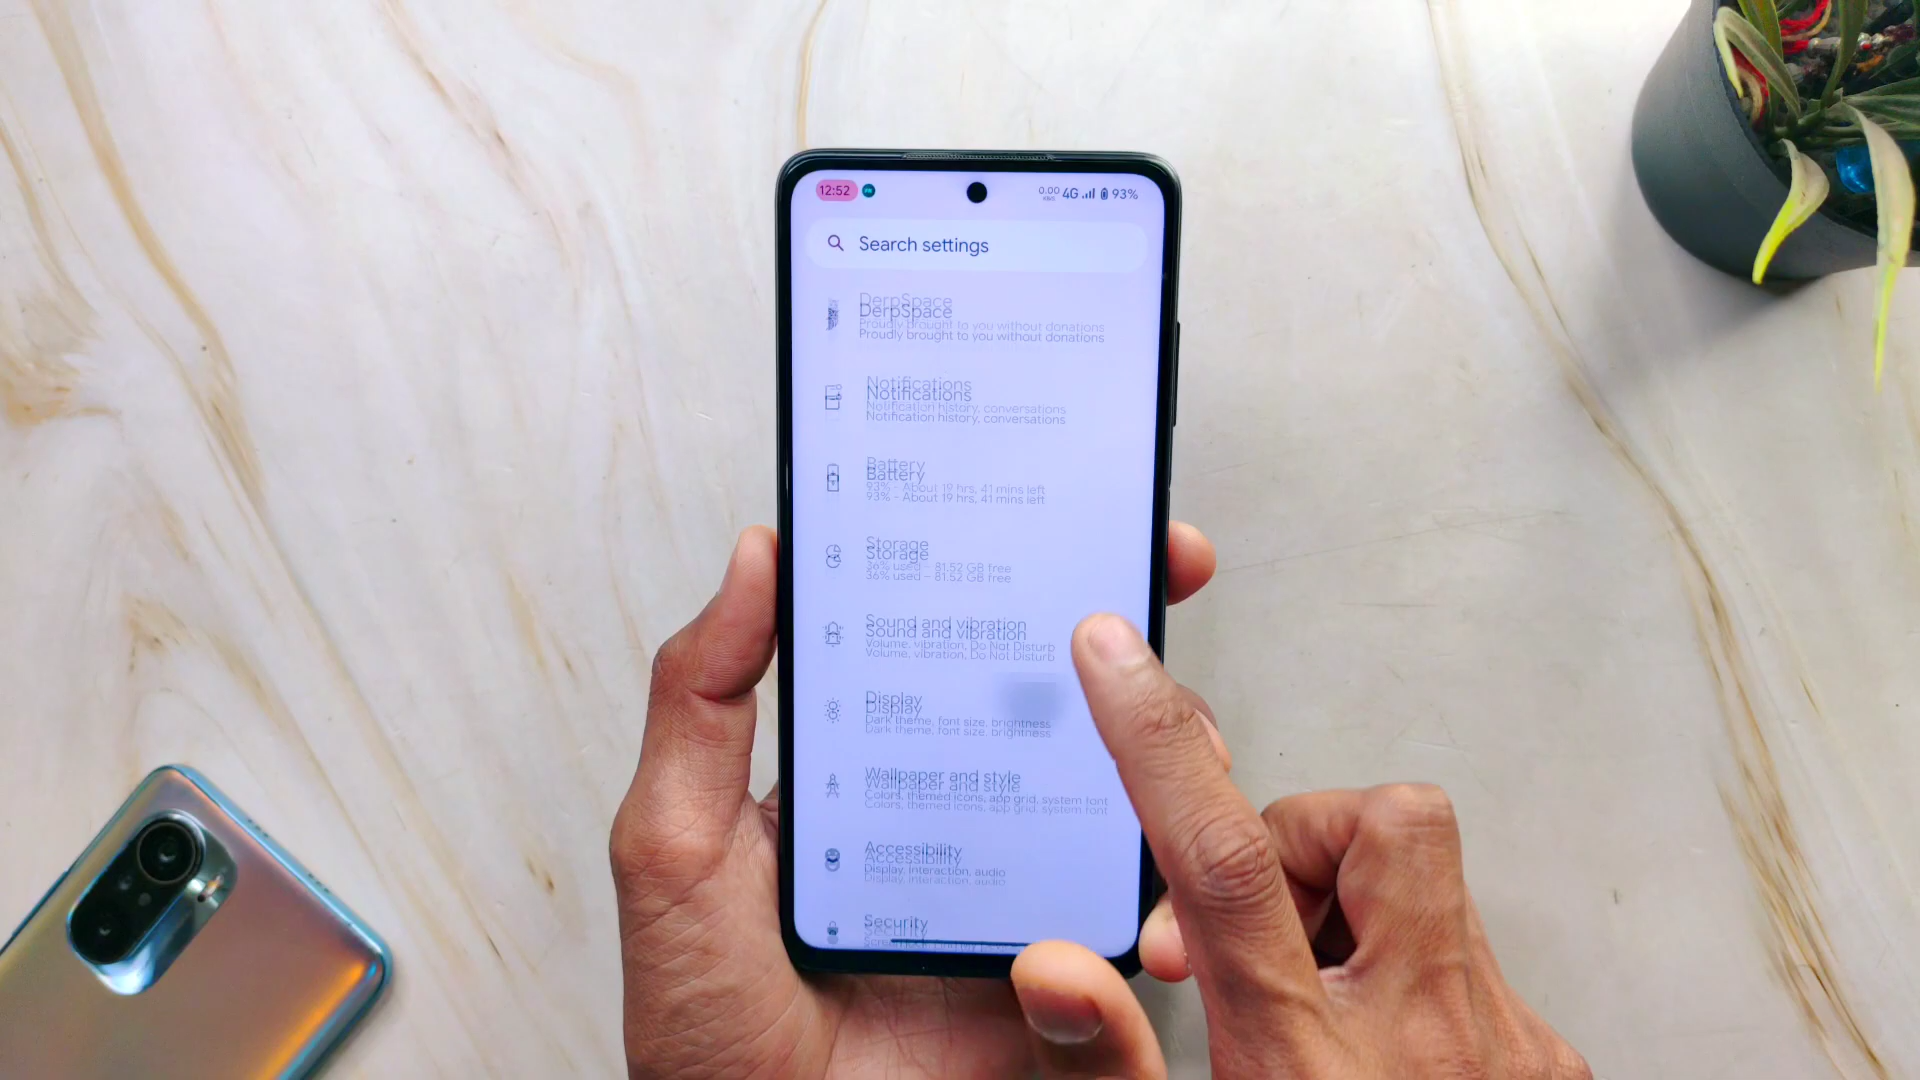 12:52
0.00 4G 93%
Search settings
DerpSpace
Proudly brought to you without donations
Notifications
Notification history, conversations
Battery
93% - About 19 hrs, 41 mins left
Storage
36% used - 81.52 GB free
Sound and vibration
Volume, vibration, Do Not Disturb
Display
Dark theme, font size, brightness
Wallpaper and style
Colors, themed icons, app grid, system font
Accessibility
Display, interaction, audio
Security